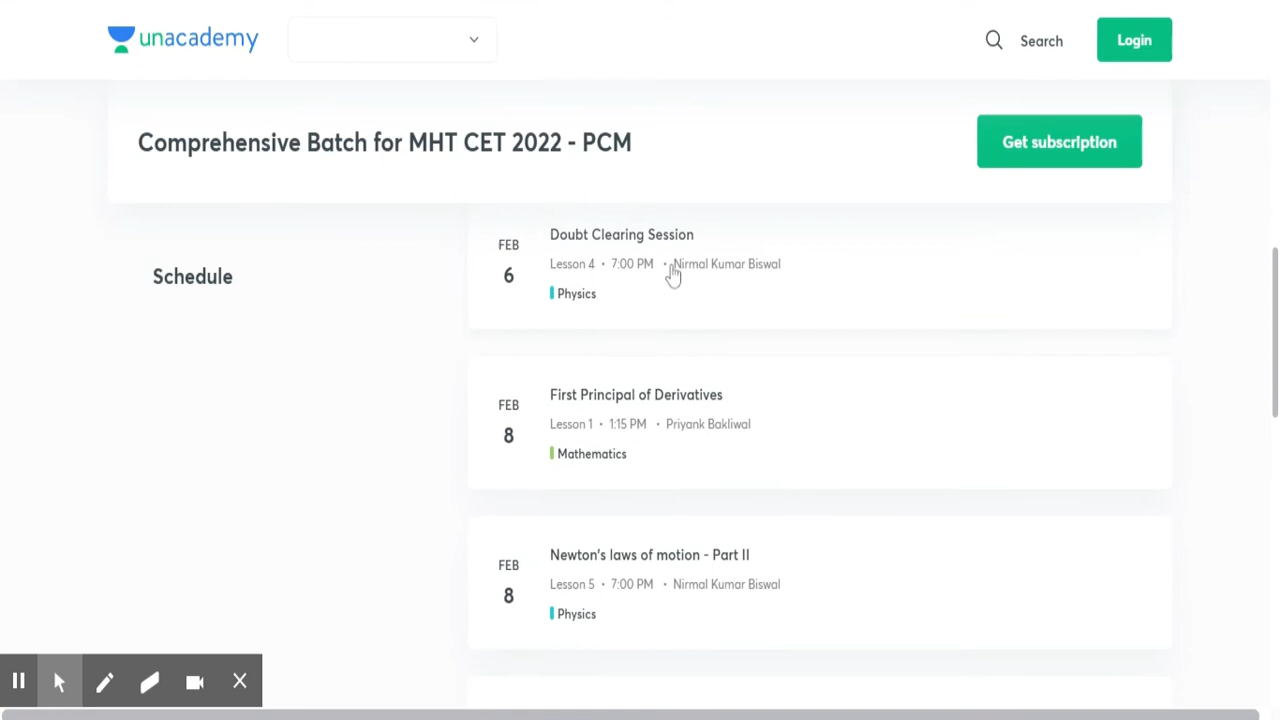 unacademy
Search
Login
Comprehensive Batch for MHT CET 2022 - PCM
Get subscription
Schedule
FEB
6
Doubt Clearing Session
Lesson 4 • 7:00 PM • Nirmal Kumar Biswal
Physics
FEB
8
First Principal of Derivatives
Lesson 1 • 1:15 PM • Priyank Bakliwal
Mathematics
FEB
8
Newton's laws of motion - Part II
Lesson 5 • 7:00 PM • Nirmal Kumar Biswal
Physics